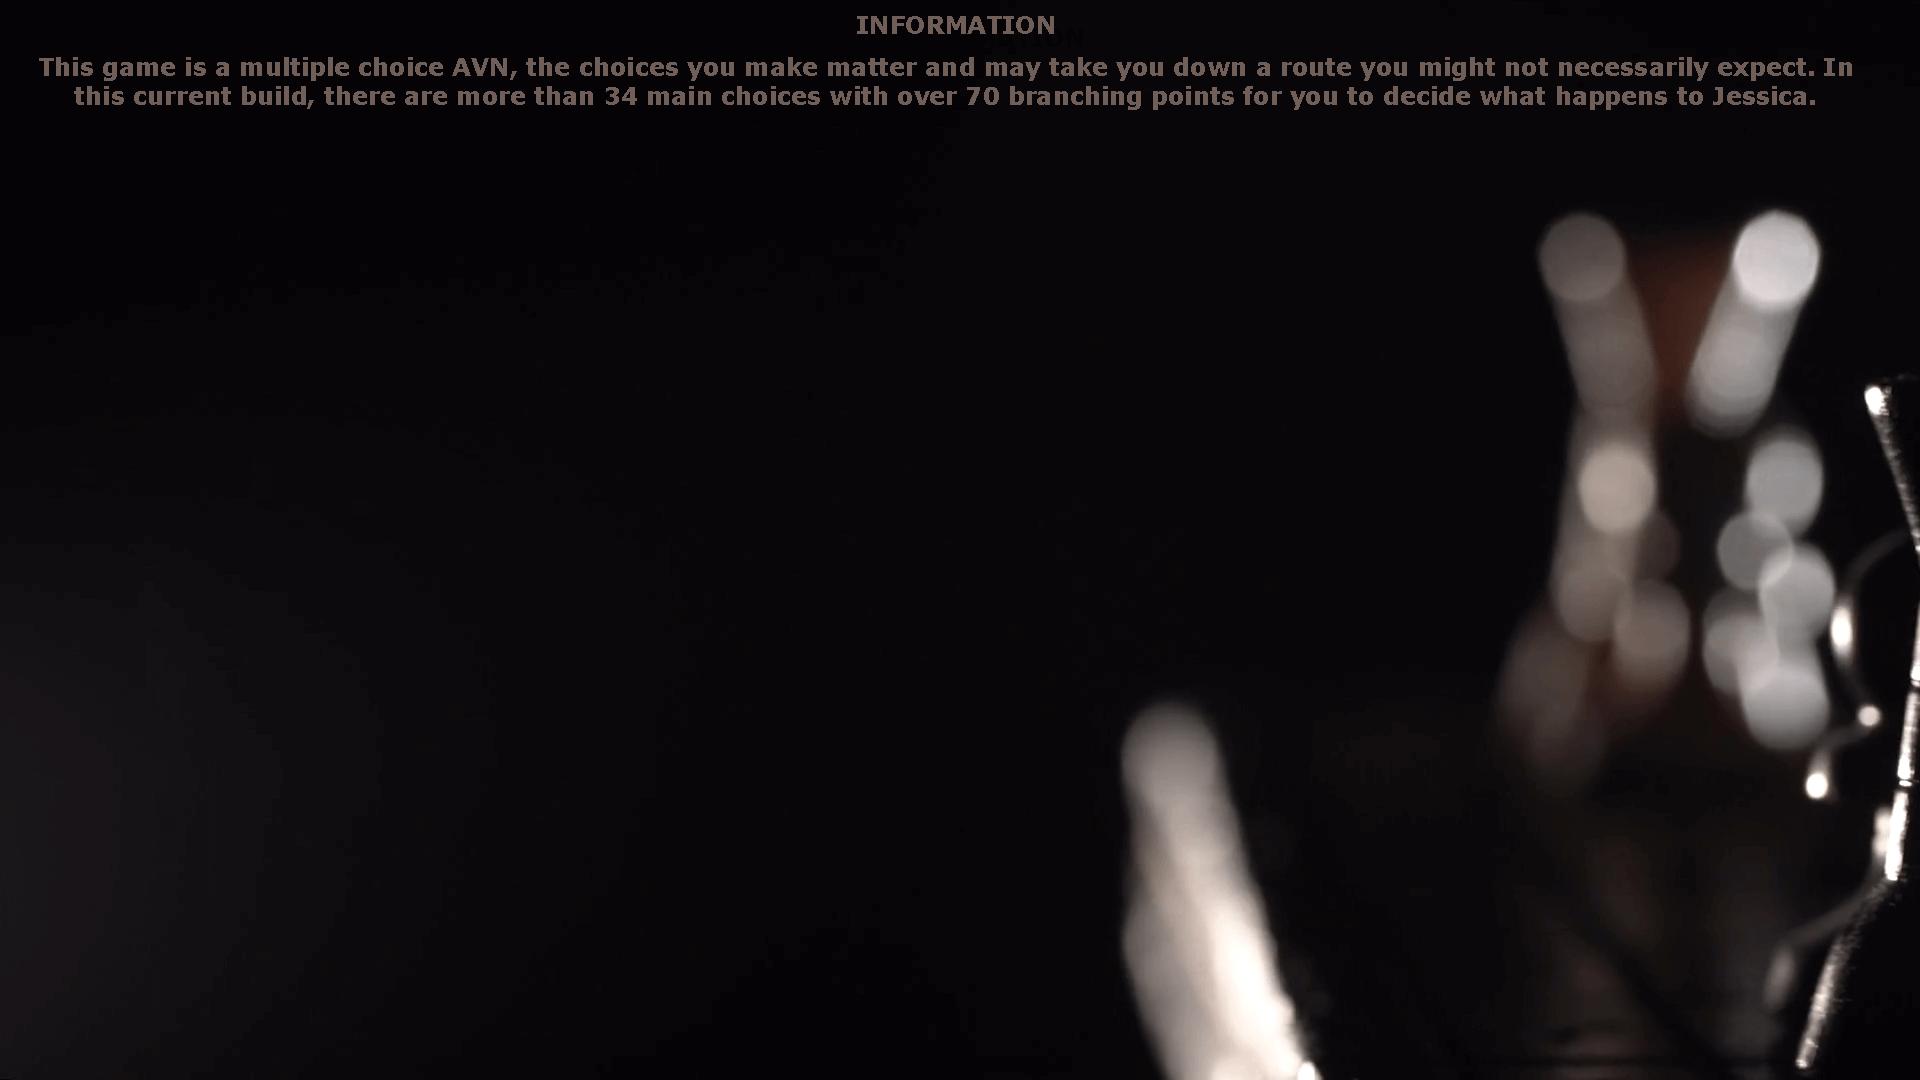 INFORMATION
This game is a multiple choice AVN, the choices you make matter and may take you down a route you might not necessarily expect. In
this current build, there are more than 34 main choices with over 70 branching points for you to decide what happens to Jessica.